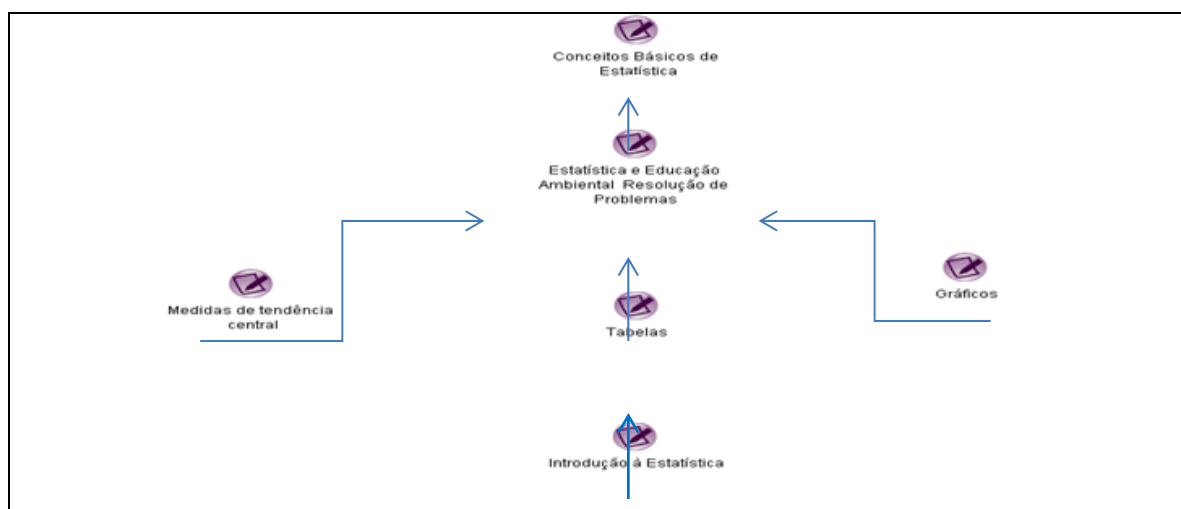 Conceitos Básicos de
Estatística
Estatística e Educação
Ambiental Resolução de
Problemas
Medidas de tendência
central
Gráficos
Tabelas
Introdução à Estatística